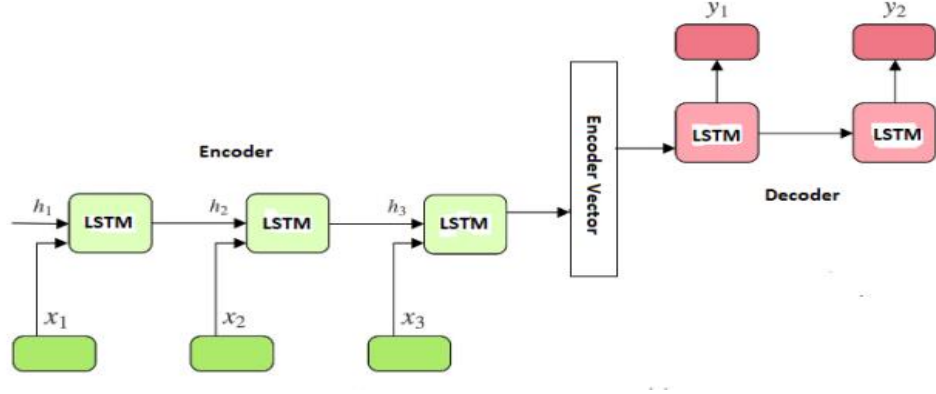 y₁
y₂
LSTM
LSTM
Encoder
Encoder Vector
Decoder
h₁
LSTM
h₂
LSTM
h₃
LSTM
x₁
x₂
x₃